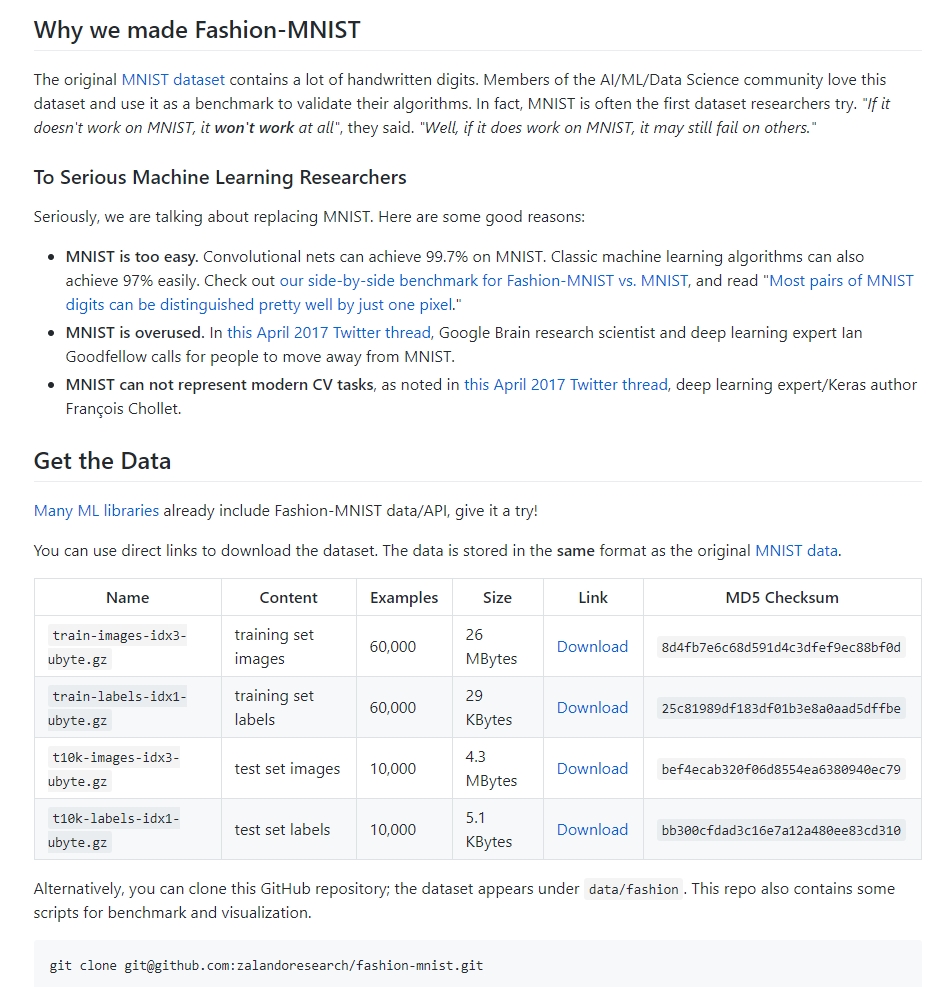 Why we made Fashion-MNIST
The original MNIST dataset contains a lot of handwritten digits. Members of the AI/ML/Data Science community love this
dataset and use it as a benchmark to validate their algorithms. In fact, MNIST is often the first dataset researchers try. "If it
doesn't work on MNIST, it won't work at all", they said. "Well, if it does work on MNIST, it may still fail on others."
To Serious Machine Learning Researchers
Seriously, we are talking about replacing MNIST. Here are some good reasons:
• MNIST is too easy. Convolutional nets can achieve 99.7% on MNIST. Classic machine learning algorithms can also
achieve 97% easily. Check out our side-by-side benchmark for Fashion-MNIST vs. MNIST, and read "Most pairs of MNIST
digits can be distinguished pretty well by just one pixel."
• MNIST is overused. In this April 2017 Twitter thread, Google Brain research scientist and deep learning expert Ian
Goodfellow calls for people to move away from MNIST.
• MNIST can not represent modern CV tasks, as noted in this April 2017 Twitter thread, deep learning expert/Keras author
François Chollet.
Get the Data
Many ML libraries already include Fashion-MNIST data/API, give it a try!
You can use direct links to download the dataset. The data is stored in the same format as the original MNIST data.
Name Content Examples Size Link MD5 Checksum
train-images-idx3-
ubyte.gz
training set
images
60,000
26
MBytes
Download
8d4fb7e6c68d591d4c3dfef9ec88bf0d
train-labels-idx1-
ubyte.gz
training set
labels
60,000
29
KBytes
Download
25c81989df183df01b3e8a0aad5dffbe
t10k-images-idx3-
ubyte.gz
test set images
10,000
4.3
MBytes
Download
bef4ecab320f06d8554ea6380940ec79
t10k-labels-idx1-
ubyte.gz
test set labels
10,000
5.1
KBytes
Download
bb300cfdad3c16e7a12a480ee83cd310
Alternatively, you can clone this GitHub repository; the dataset appears under data/fashion. This repo also contains some
scripts for benchmark and visualization.
git clone git@github.com:zalandoresearch/fashion-mnist.git